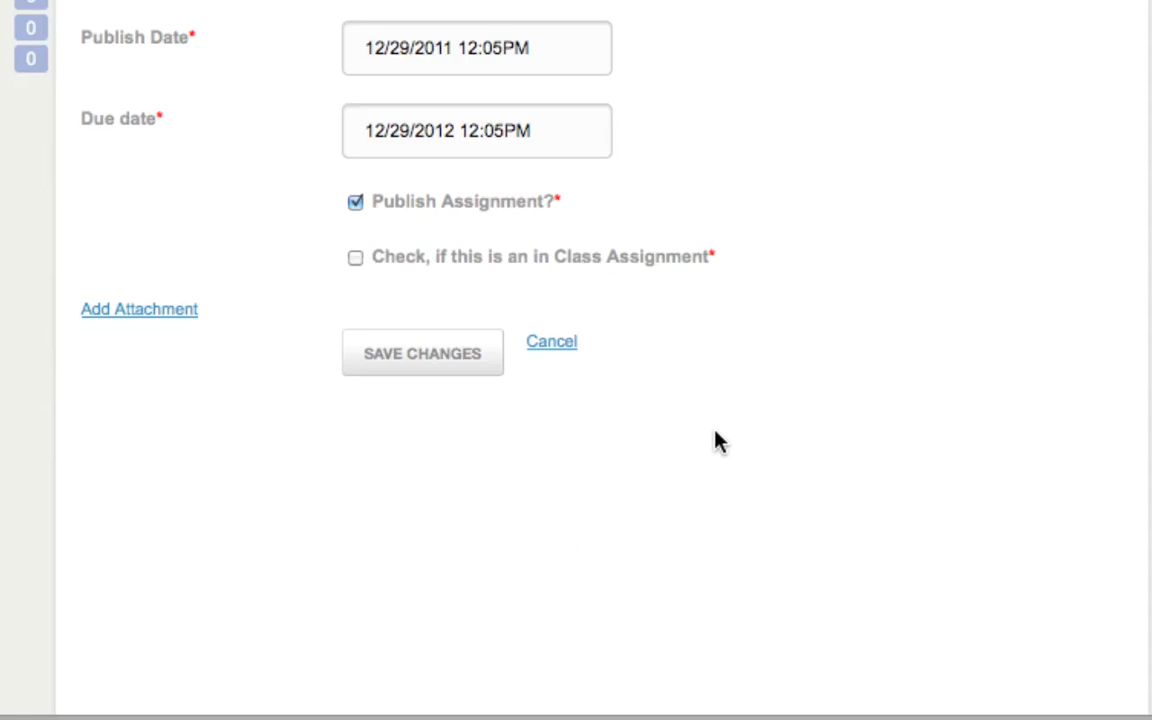 0
Publish Date*
12/29/2011 12:05PM
0
Due date*
12/29/2012 12:05PM
Publish Assignment?*
Check, if this is an in Class Assignment*
Add Attachment
SAVE CHANGES
Cancel